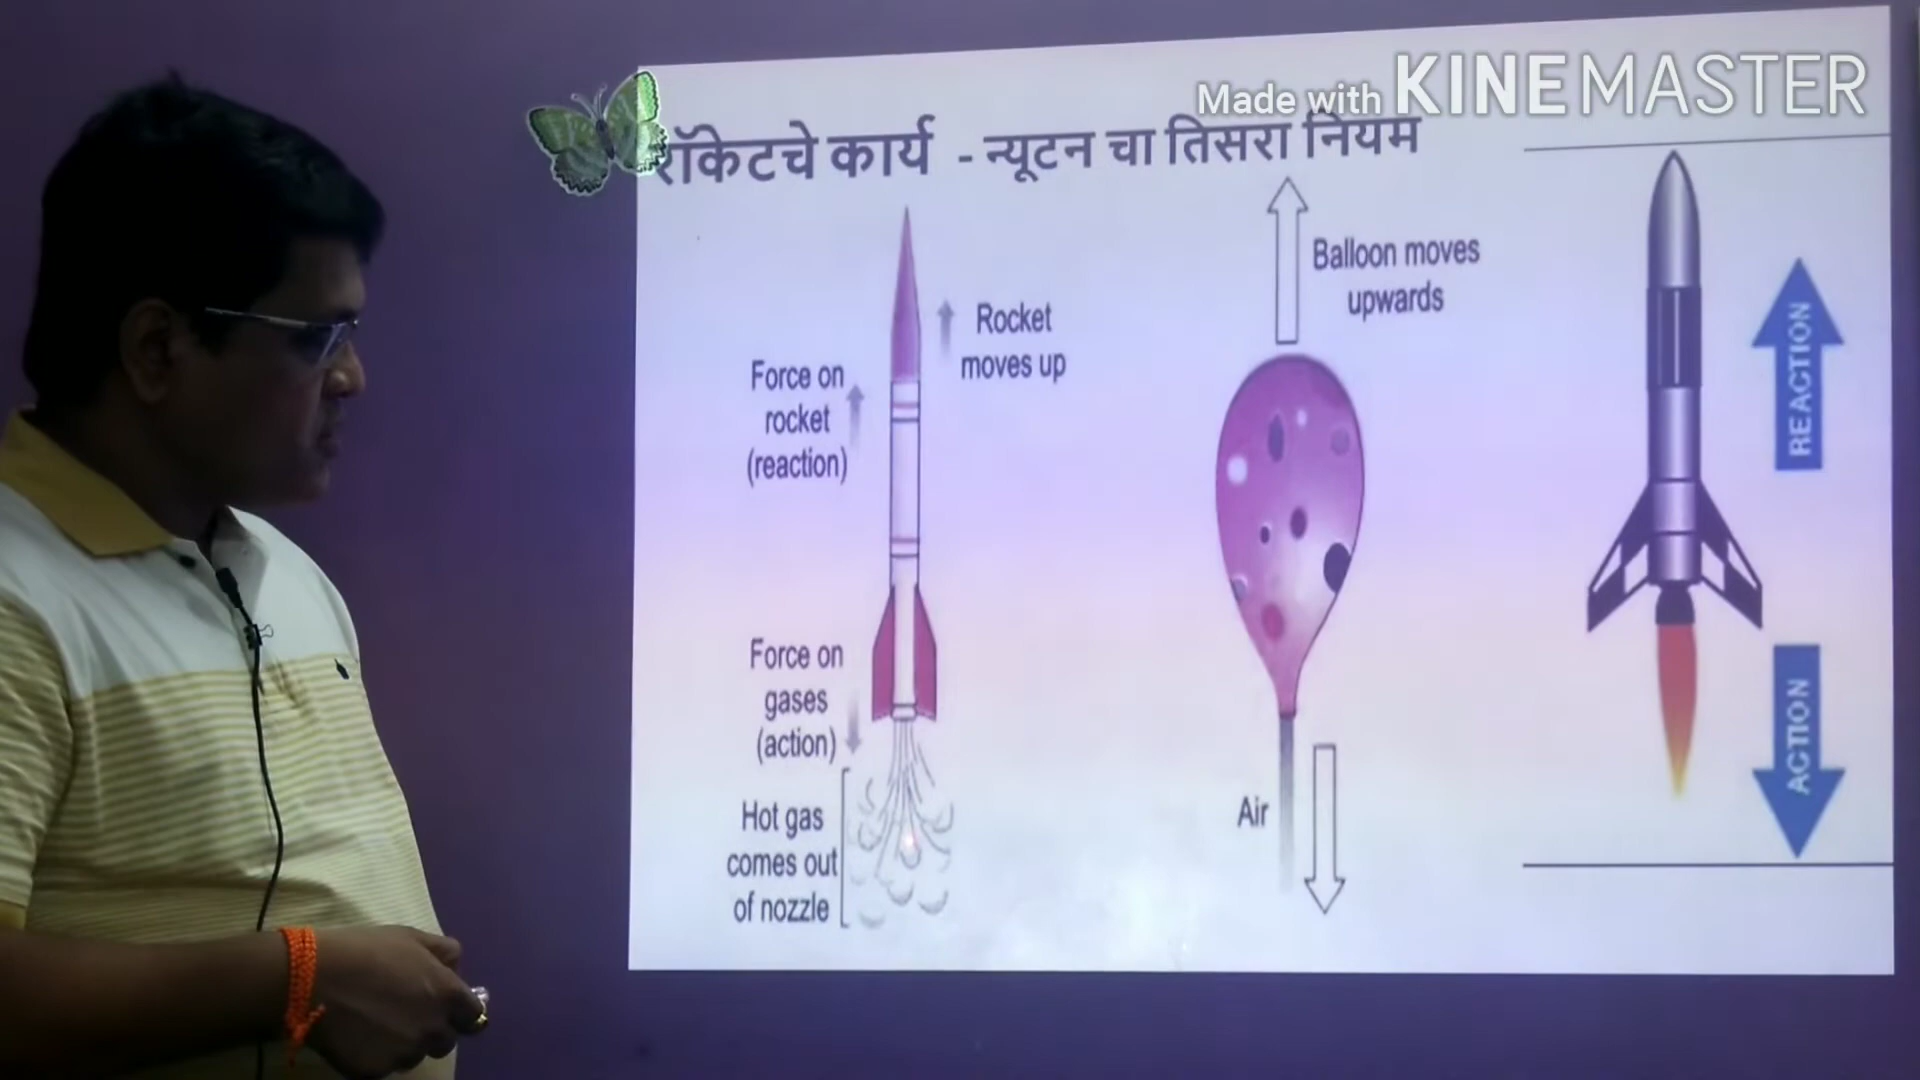 Made with KINEMASTER
रॉकेटचे कार्य - न्यूटन चा तिसरा नियम
Rocket
moves up
Force on
rocket
(reaction)
Force on
gases
(action)
Hot gas
comes out
of nozzle
Balloon moves
upwards
Air
REACTION
ACTION